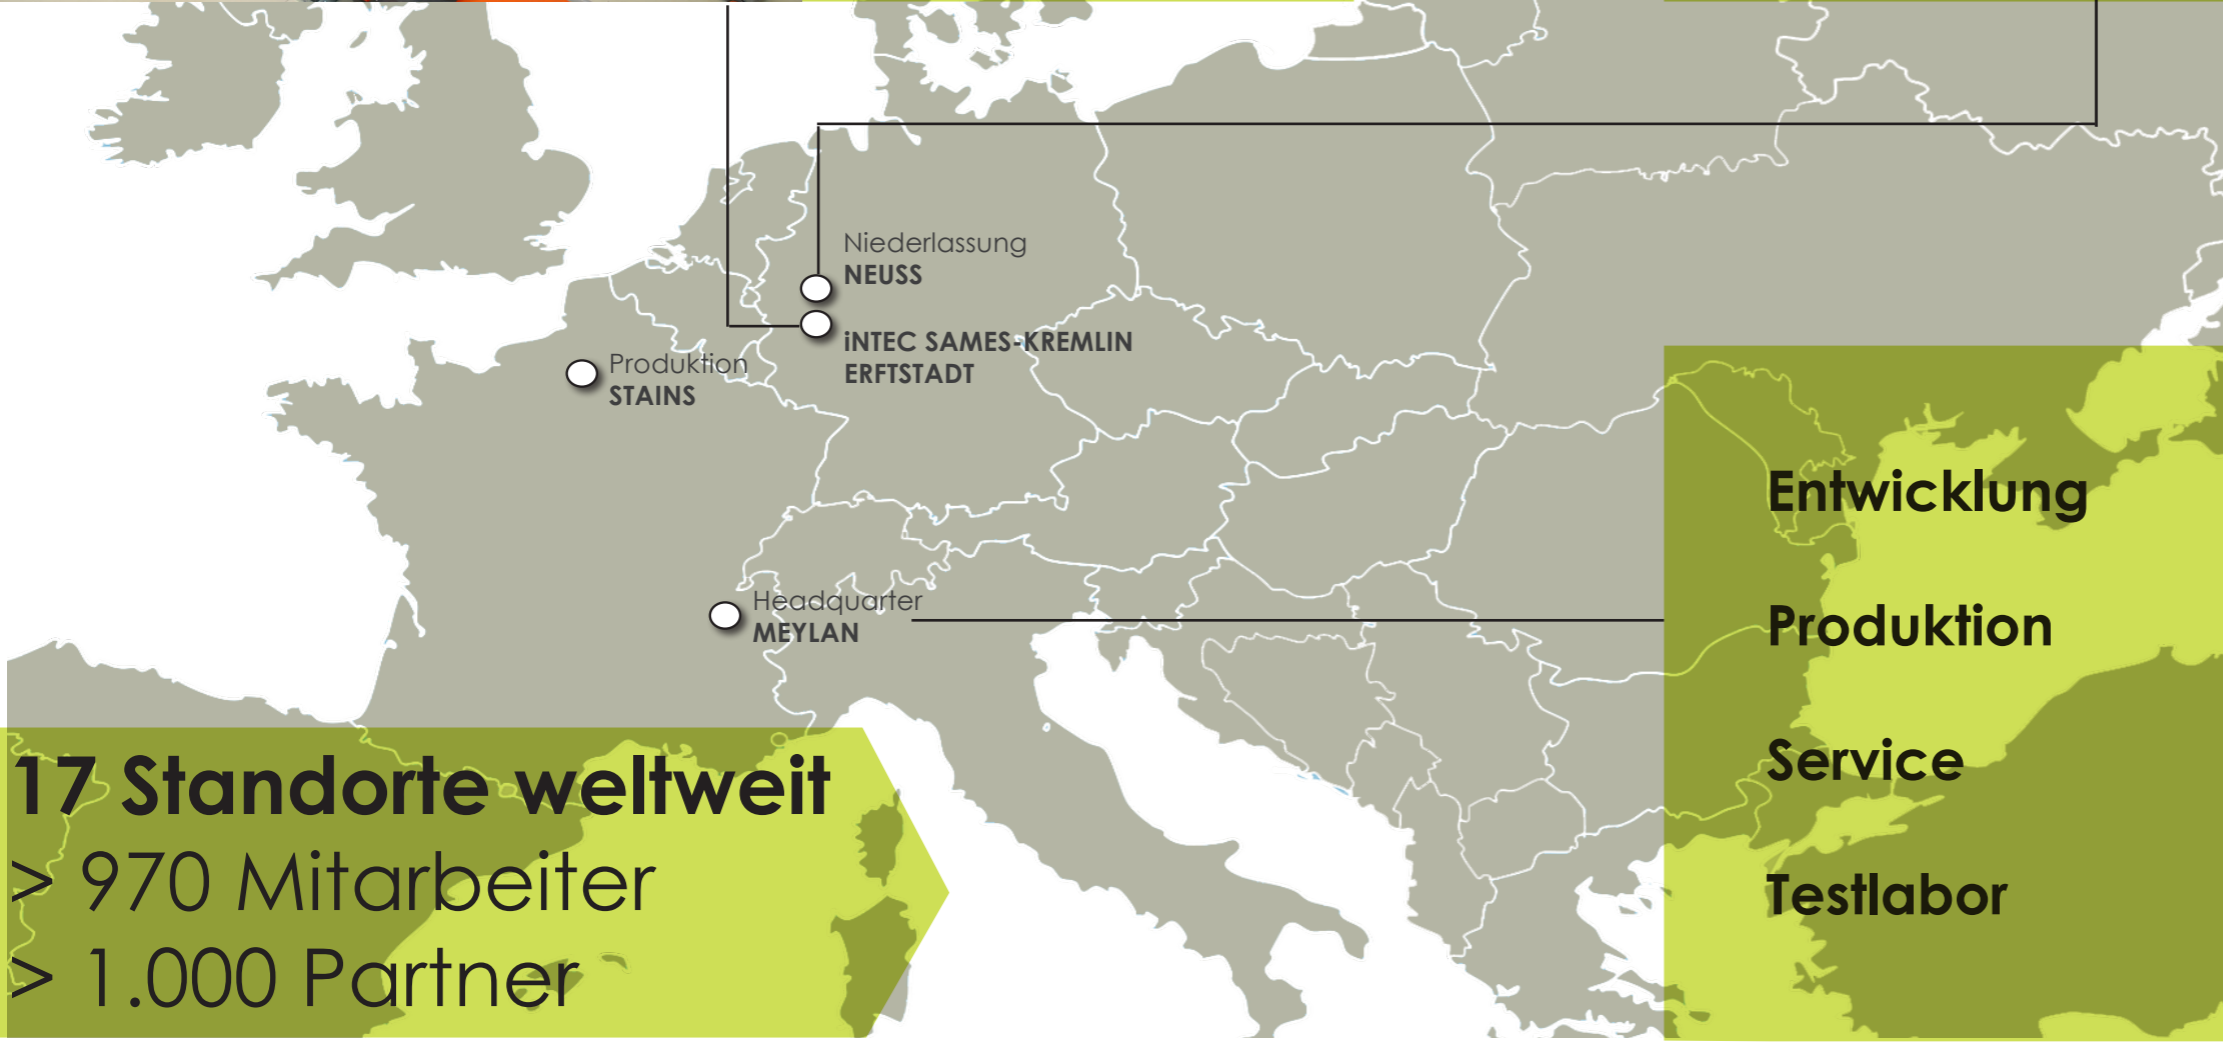 Niederlassung
NEUSS
iNTEC SAMES-KREMLIN
ERFTSTADT
Produktion
STAINS
Headquarter
MEYLAN
Entwicklung
Produktion
Service
Testlabor
17 Standorte weltweit
> 970 Mitarbeiter
> 1.000 Partner